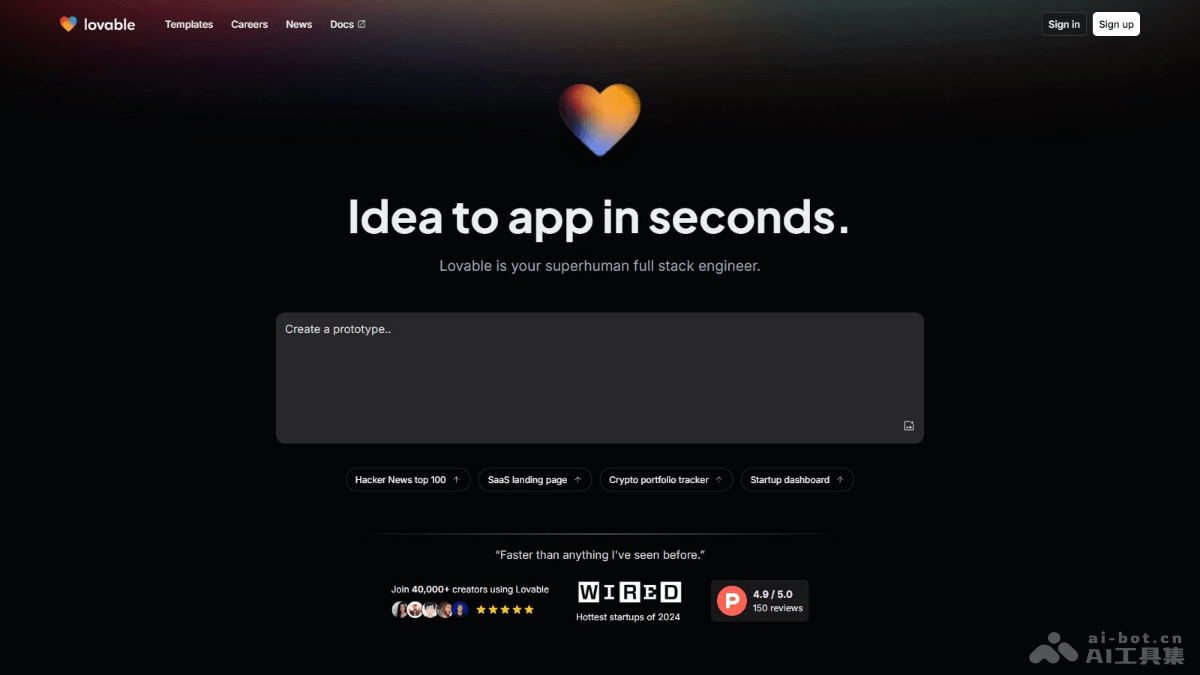 lovable Templates Careers News Docs Sign in Sign up
Idea to app in seconds.
Lovable is your superhuman full stack engineer.
Create a prototype..
Hacker News top 100 ↑ SaaS landing page ↑ Crypto portfolio tracker ↑ Startup dashboard ↑
“Faster than anything I've seen before.”
Join 40,000+ creators using Lovable
WIRED
Hottest startups of 2024
P
4.9 / 5.0
150 reviews
ai-bot.cn
AI工具集